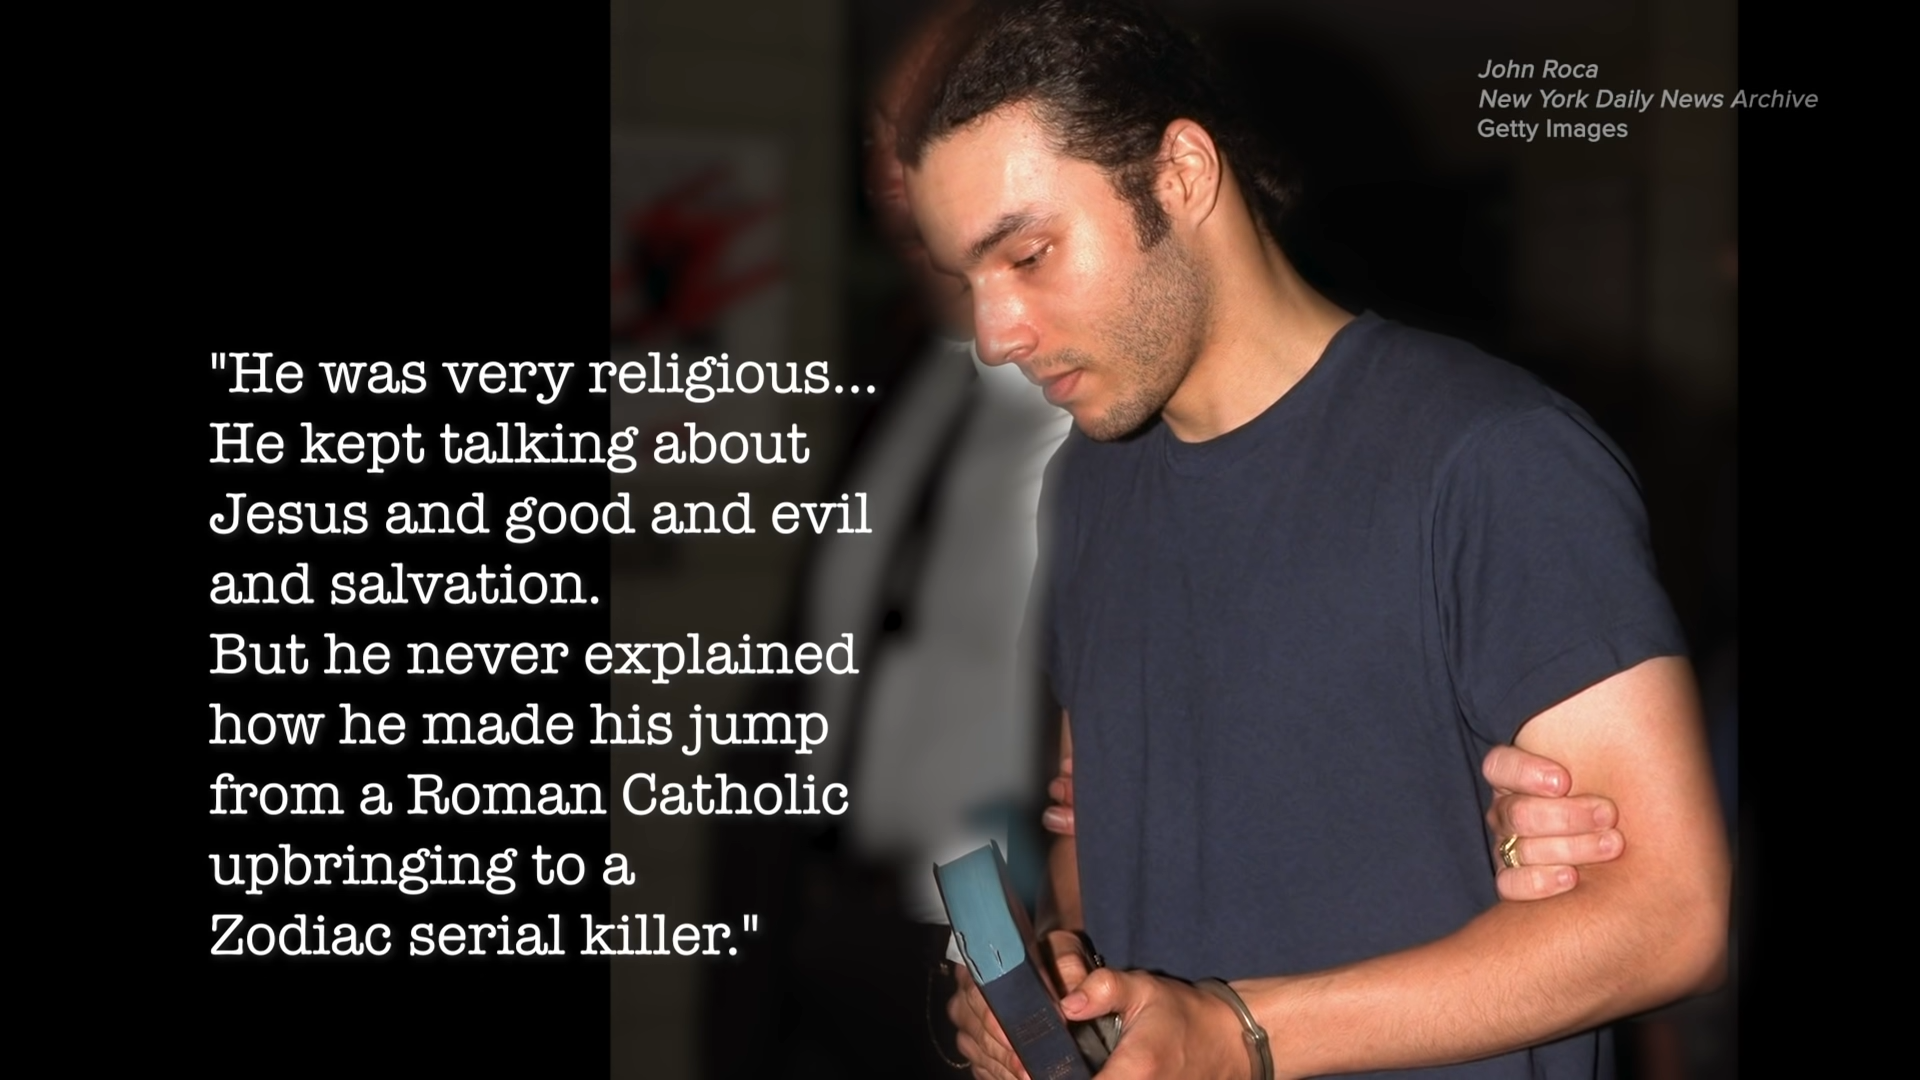 John Roca
New York Daily News Archive
Getty Images
"He was very religious...
He kept talking about
Jesus and good and evil
and salvation.
But he never explained
how he made his jump
from a Roman Catholic
upbringing to a
Zodiac serial killer."